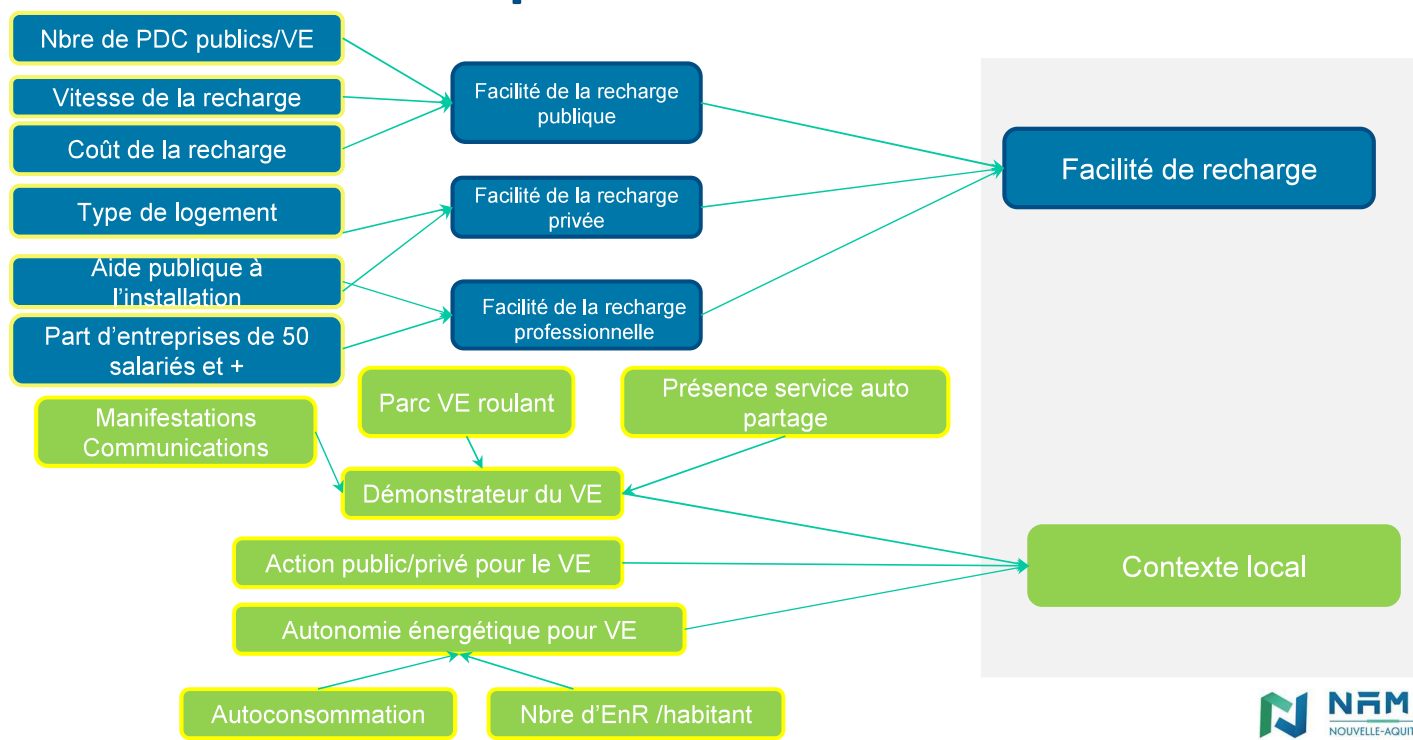 Nbre de PDC publics/VE
Vitesse de la recharge
Coût de la recharge
Type de logement
Aide publique à
l'installation
Part d'entreprises de 50
salariés et +
Facilité de la recharge
publique
Facilité de la recharge
privée
Facilité de la recharge
professionnelle
Facilité de recharge
Manifestations
Communications
Parc VE roulant
Présence service auto
partage
Démonstrateur du VE
Action public/privé pour le VE
Autonomie énergétique pour VE
Autoconsommation
Nbre d'EnR /habitant
Contexte local
NAM
NOUVELLE-AQUIT